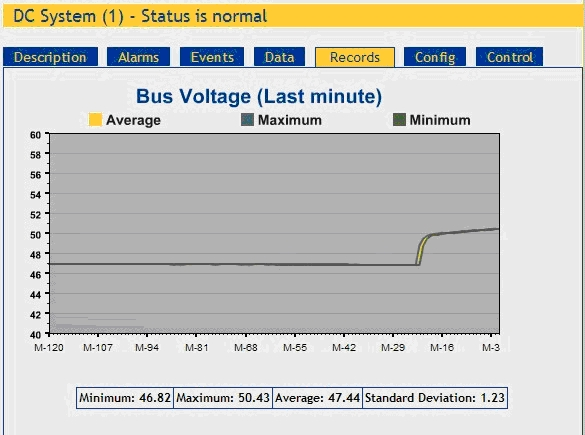 DC System (1) - Status is normal
Description Alarms Events Data Records Config Control
Bus Voltage (Last minute)
Average Maximum Minimum
60
58
56
54
52
50
48
46
44
42
40
M-120 M-107 M-94 M-81 M-68 M-55 M-42 M-29 M-16 M-3
Minimum: 46.82 Maximum: 50.43 Average: 47.44 Standard Deviation: 1.23